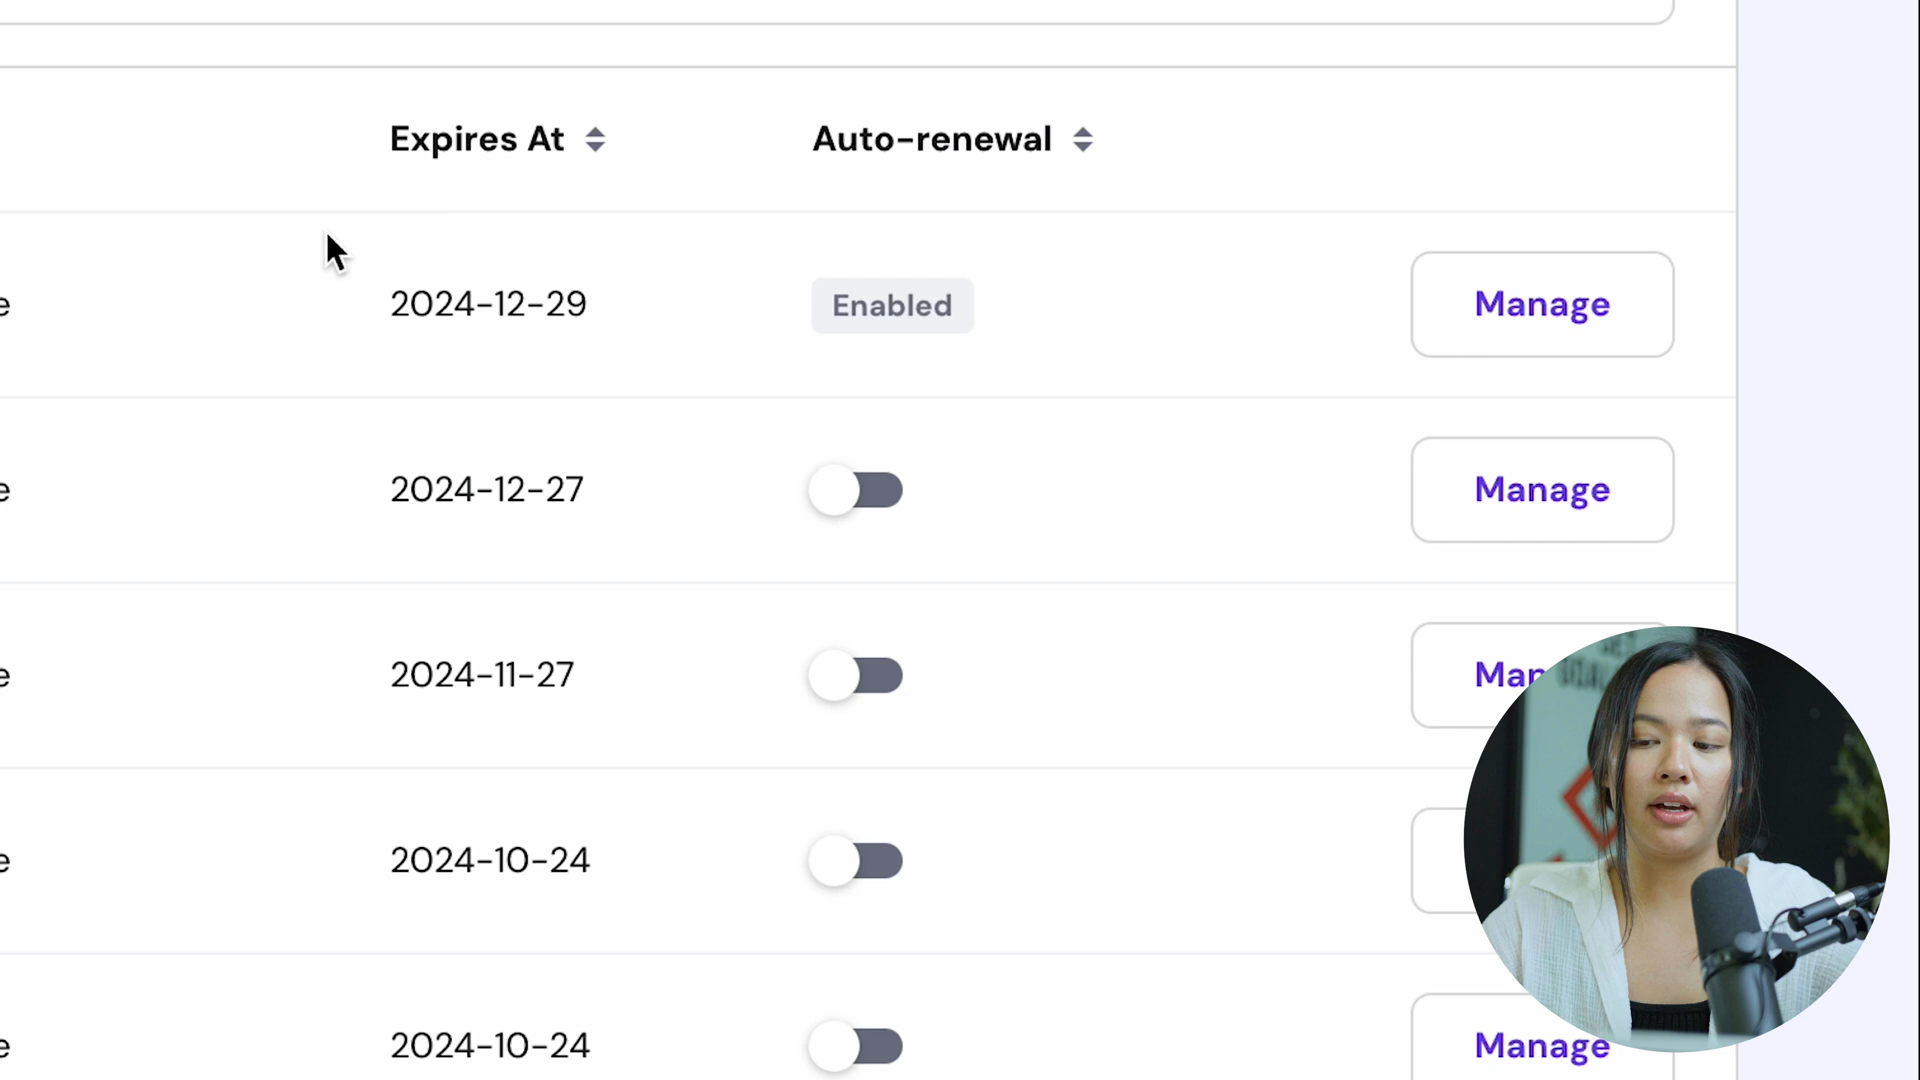 Expires At Auto-renewal
e 2024-12-29 Enabled Manage
e 2024-12-27 Manage
e 2024-11-27
e 2024-10-24
e 2024-10-24 Manage